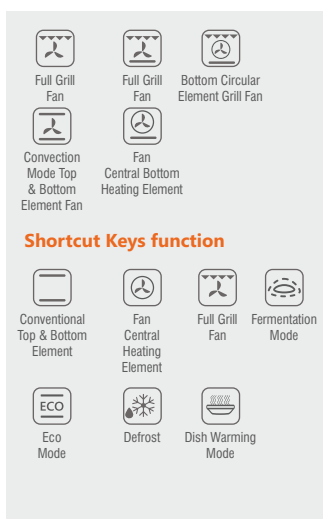 Full Grill
Fan
Full Grill
Fan
Bottom Circular
Element Grill Fan
Convection
Mode Top
& Bottom
Element Fan
Fan
Central Bottom
Heating Element
Shortcut Keys function
Conventional
Top & Bottom
Element
Fan
Central
Heating
Element
Full Grill
Fan
Fermentation
Mode
ECO
Eco
Mode
Defrost
Dish Warming
Mode